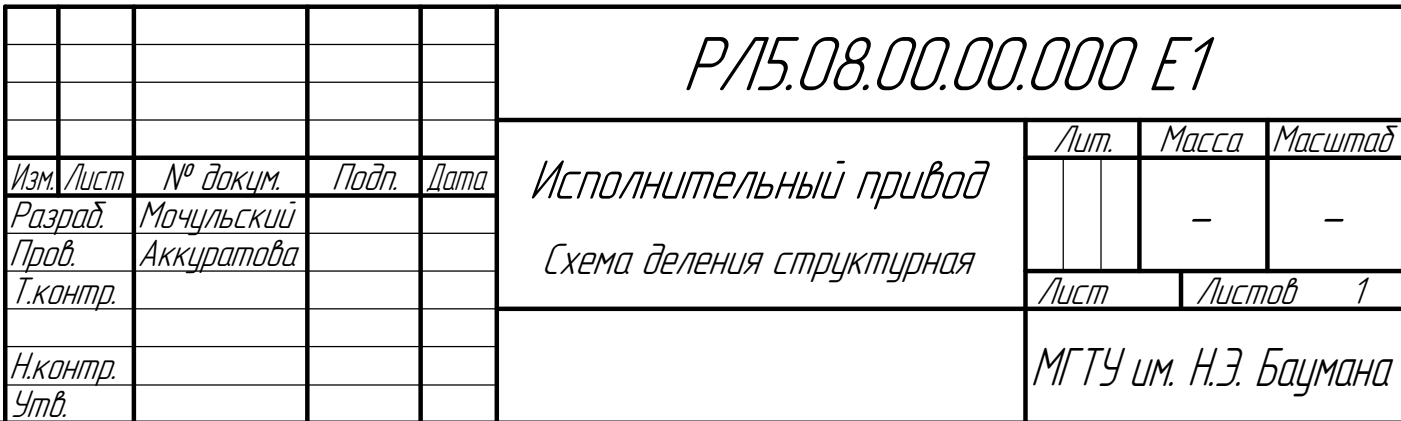 РЛ5.08.00.00.000 Е1
Лит. Масса Масштаб
Изм. Лист № докум. Подп. Дата
Исполнительный привод
Разраб. Мочульский
– –
Пров. Аккуратова
Схема деления структурная
Т.контр.
Лист Листов 1
Н.контр.
МГТУ им. Н.Э. Баумана
Утв.